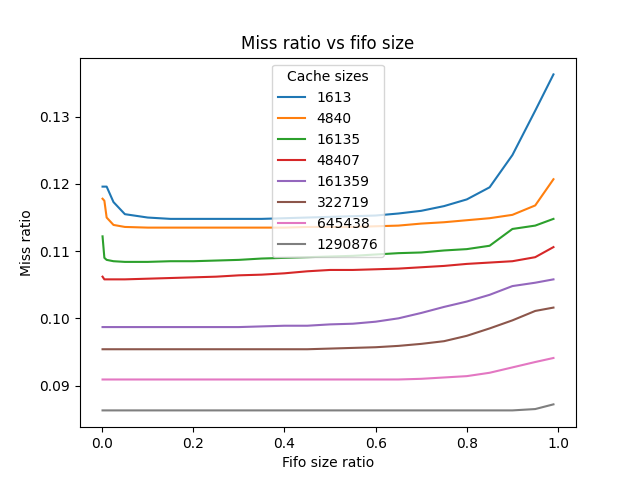 Miss ratio vs fifo size
Cache sizes
1613
4840
16135
48407
161359
322719
645438
1290876
0.13
0.12
0.11
0.10
0.09
Miss ratio
0.0 0.2 0.4 0.6 0.8 1.0
Fifo size ratio